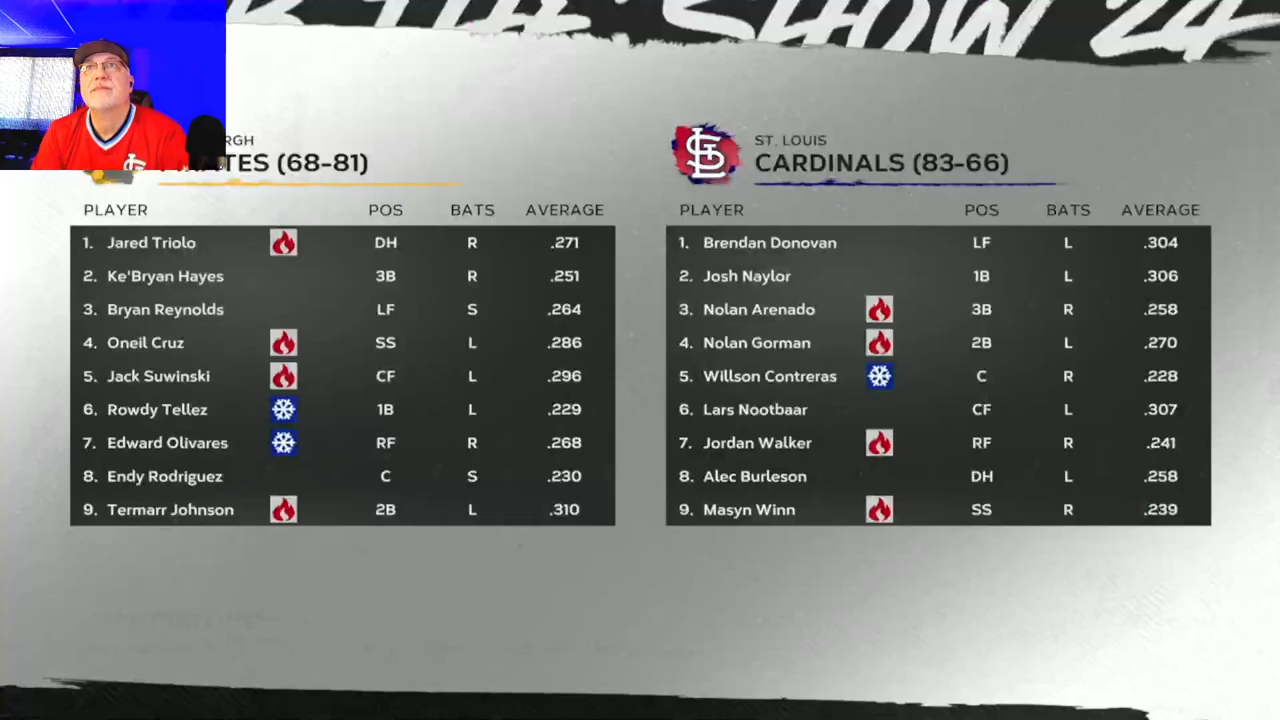 R THE SHOW 24
RGH
TES (68-81)
PLAYER POS BATS AVERAGE
1. Jared Triolo DH R .271
2. Ke'Bryan Hayes 3B R .251
3. Bryan Reynolds LF S .264
4. Oneil Cruz SS L .286
5. Jack Suwinski CF L .296
6. Rowdy Tellez 1B L .229
7. Edward Olivares RF R .268
8. Endy Rodriguez C S .230
9. Termarr Johnson 2B L .310
STL
ST. LOUIS
CARDINALS (83-66)
PLAYER POS BATS AVERAGE
1. Brendan Donovan LF L .304
2. Josh Naylor 1B L .306
3. Nolan Arenado 3B R .258
4. Nolan Gorman 2B L .270
5. Willson Contreras C R .228
6. Lars Nootbaar CF L .307
7. Jordan Walker RF R .241
8. Alec Burleson DH L .258
9. Masyn Winn SS R .239